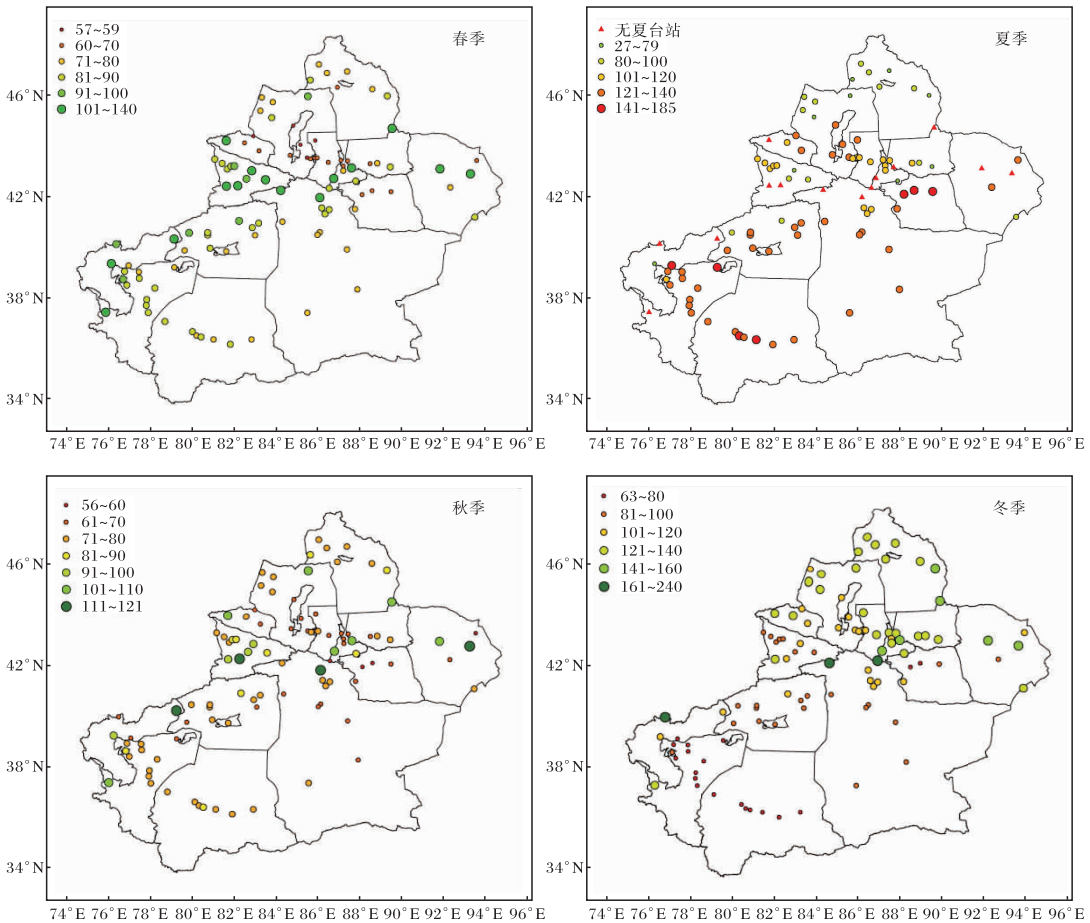 春季
57~59
60~70
71~80
81~90
91~100
101~140
46°N
42°N
38°N
34°N
74°E 76°E 78°E 80°E 82°E 84°E 86°E 88°E 90°E 92°E 94°E 96°E
夏季
无夏台站
27~79
80~100
101~120
121~140
141~185
46°N
42°N
38°N
34°N
74°E 76°E 78°E 80°E 82°E 84°E 86°E 88°E 90°E 92°E 94°E 96°E
秋季
56~60
61~70
71~80
81~90
91~100
101~110
111~121
46°N
42°N
38°N
34°N
74°E 76°E 78°E 80°E 82°E 84°E 86°E 88°E 90°E 92°E 94°E 96°E
冬季
63~80
81~100
101~120
121~140
141~160
161~240
46°N
42°N
38°N
34°N
74°E 76°E 78°E 80°E 82°E 84°E 86°E 88°E 90°E 92°E 94°E 96°E